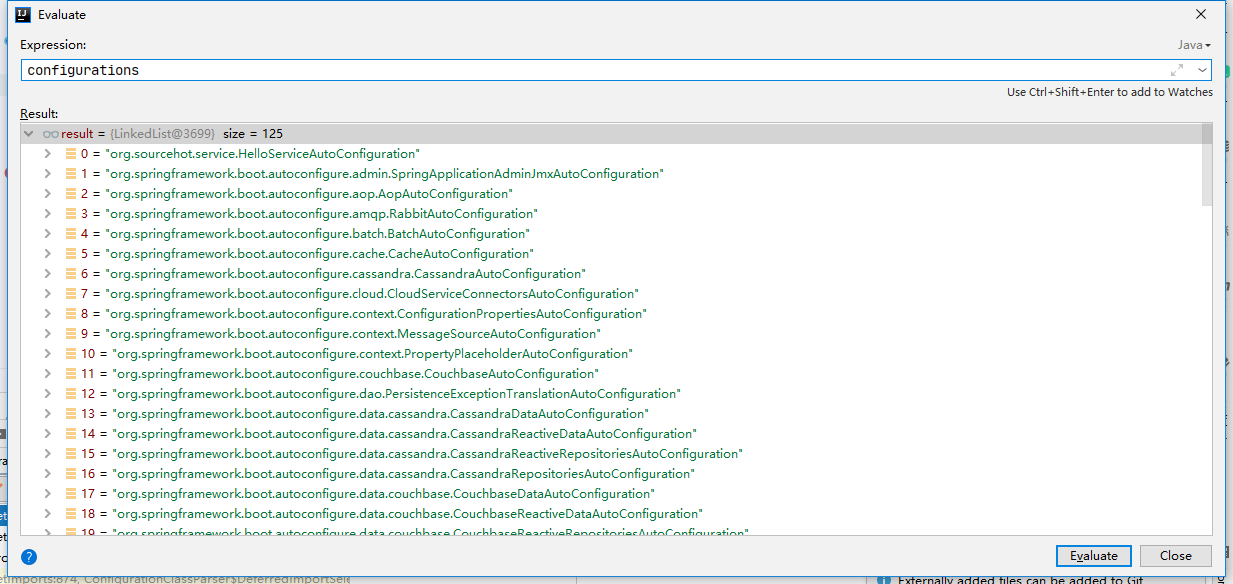 Evaluate
Expression:
Java
configurations
Use Ctrl+Shift+Enter to add to Watches
Result:
result = {LinkedList@3699} size = 125
0 = "org.sourcehot.service.HelloServiceAutoConfiguration"
1 = "org.springframework.boot.autoconfigure.admin.SpringApplicationAdminJmxAutoConfiguration"
2 = "org.springframework.boot.autoconfigure.aop.AopAutoConfiguration"
3 = "org.springframework.boot.autoconfigure.amqp.RabbitAutoConfiguration"
4 = "org.springframework.boot.autoconfigure.batch.BatchAutoConfiguration"
5 = "org.springframework.boot.autoconfigure.cache.CacheAutoConfiguration"
6 = "org.springframework.boot.autoconfigure.cassandra.CassandraAutoConfiguration"
7 = "org.springframework.boot.autoconfigure.cloud.CloudServiceConnectorsAutoConfiguration"
8 = "org.springframework.boot.autoconfigure.context.ConfigurationPropertiesAutoConfiguration"
9 = "org.springframework.boot.autoconfigure.context.MessageSourceAutoConfiguration"
10 = "org.springframework.boot.autoconfigure.context.PropertyPlaceholderAutoConfiguration"
11 = "org.springframework.boot.autoconfigure.couchbase.CouchbaseAutoConfiguration"
12 = "org.springframework.boot.autoconfigure.dao.PersistenceExceptionTranslationAutoConfiguration"
13 = "org.springframework.boot.autoconfigure.data.cassandra.CassandraDataAutoConfiguration"
14 = "org.springframework.boot.autoconfigure.data.cassandra.CassandraReactiveDataAutoConfiguration"
15 = "org.springframework.boot.autoconfigure.data.cassandra.CassandraReactiveRepositoriesAutoConfiguration"
16 = "org.springframework.boot.autoconfigure.data.cassandra.CassandraRepositoriesAutoConfiguration"
17 = "org.springframework.boot.autoconfigure.data.couchbase.CouchbaseDataAutoConfiguration"
18 = "org.springframework.boot.autoconfigure.data.couchbase.CouchbaseReactiveDataAutoConfiguration"
19 = "org.springframework.boot.autoconfigure.data.couchbase.CouchbaseReactiveRepositoriesAutoConfiguration"
Evaluate
Close
Externally added files can be added to Git